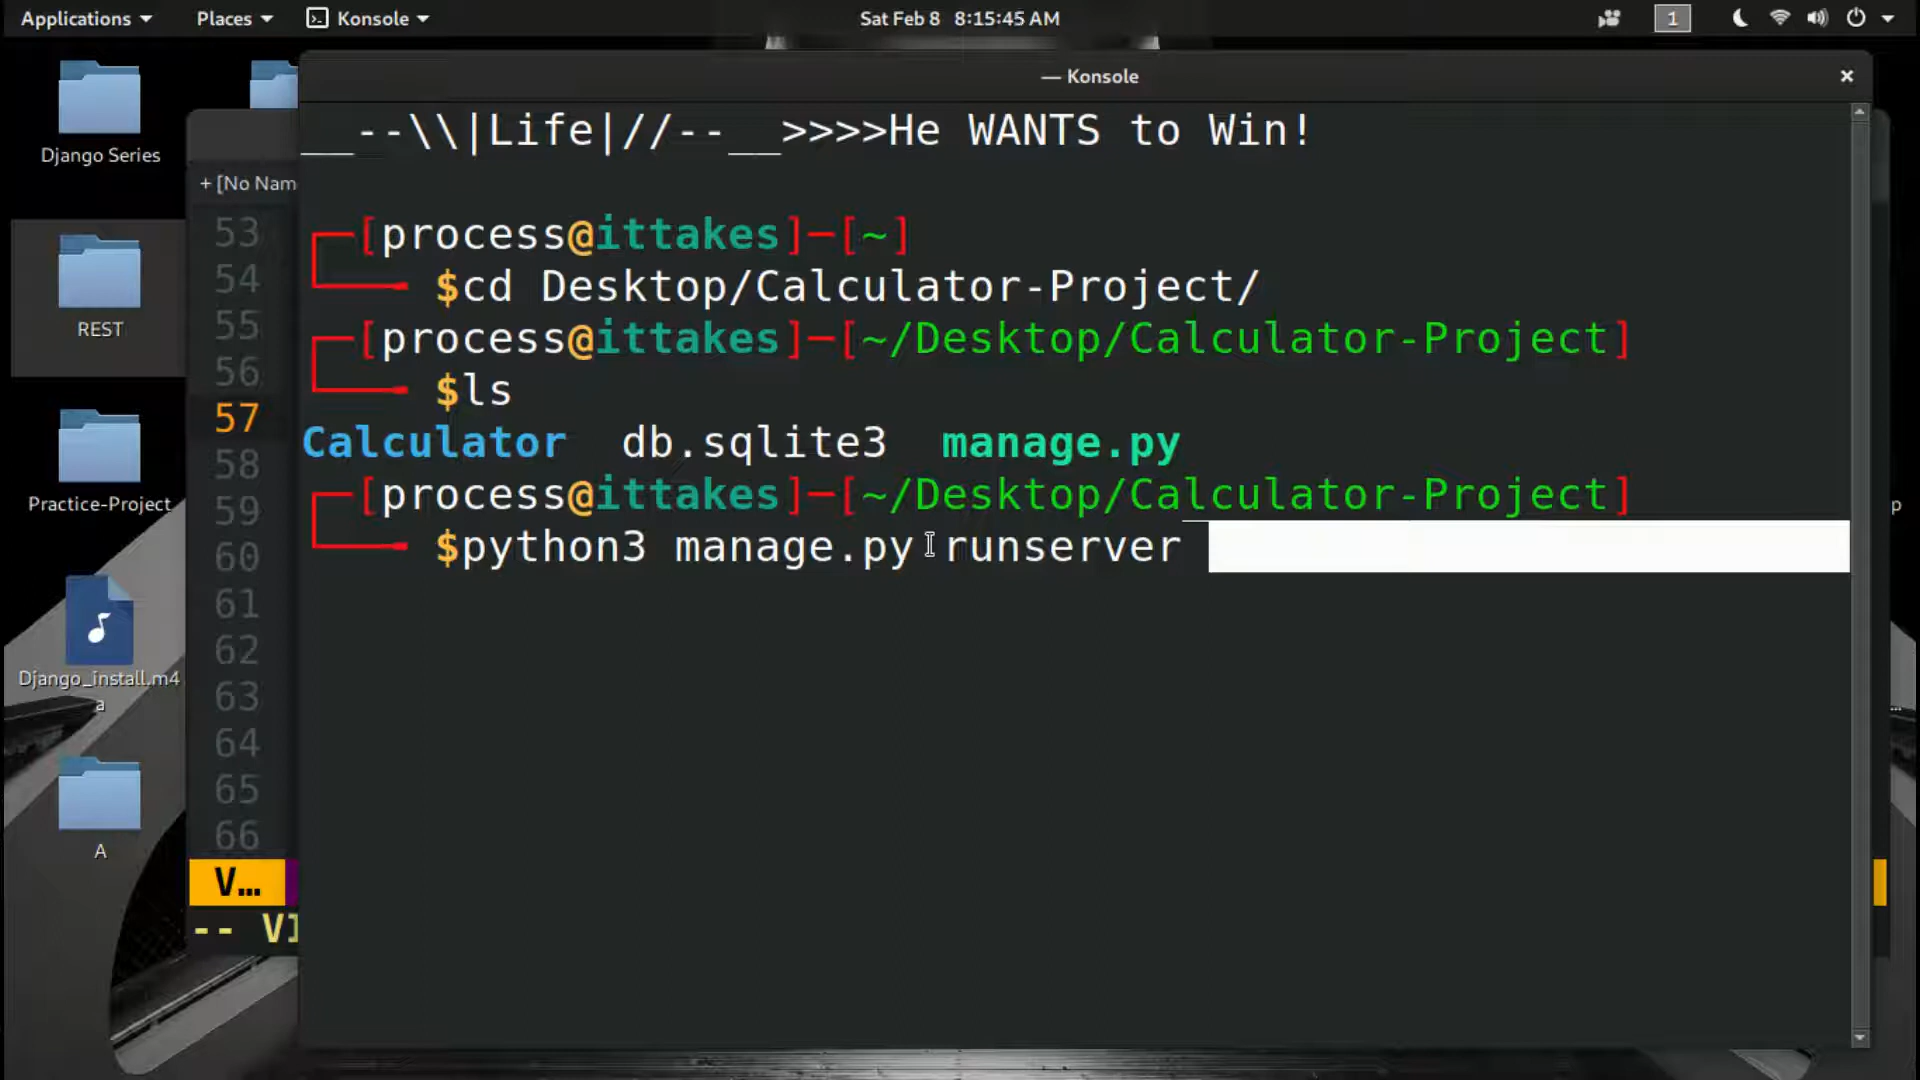 Applications Places Konsole Sat Feb 8 8:15:45 AM 1
— Konsole
__--\\|Life|//--__>>>>He WANTS to Win!
[process@ittakes]─[~]
$cd Desktop/Calculator-Project/
[process@ittakes]─[~/Desktop/Calculator-Project]
$ls
Calculator db.sqlite3 manage.py
[process@ittakes]─[~/Desktop/Calculator-Project]
$python3 manage.py runserver
Django Series
REST
Practice-Project
Django_install.m4
a
A
+ [No Nam
53
54
55
56
57
58
59
60
61
62
63
64
65
66
V...
-- VI
p
...